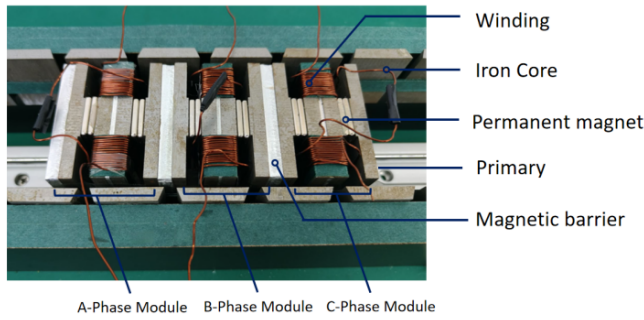 Winding
Iron Core
Permanent magnet
Primary
Magnetic barrier
A-Phase Module B-Phase Module C-Phase Module